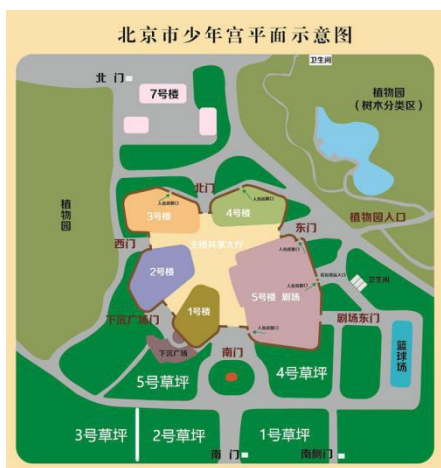 北京市少年宫平面示意图
卫生间
北门
7号楼
植物园
（树木分类区）
植物园
北门
3号楼
4号楼
植物园入口
东门
西门
主楼共享大厅
2号楼
5号楼 剧场
卫生间
1号楼
下沉广场门
剧场东门
下沉广场
南门
篮球场
5号草坪
4号草坪
3号草坪
2号草坪
1号草坪
南门
南侧门